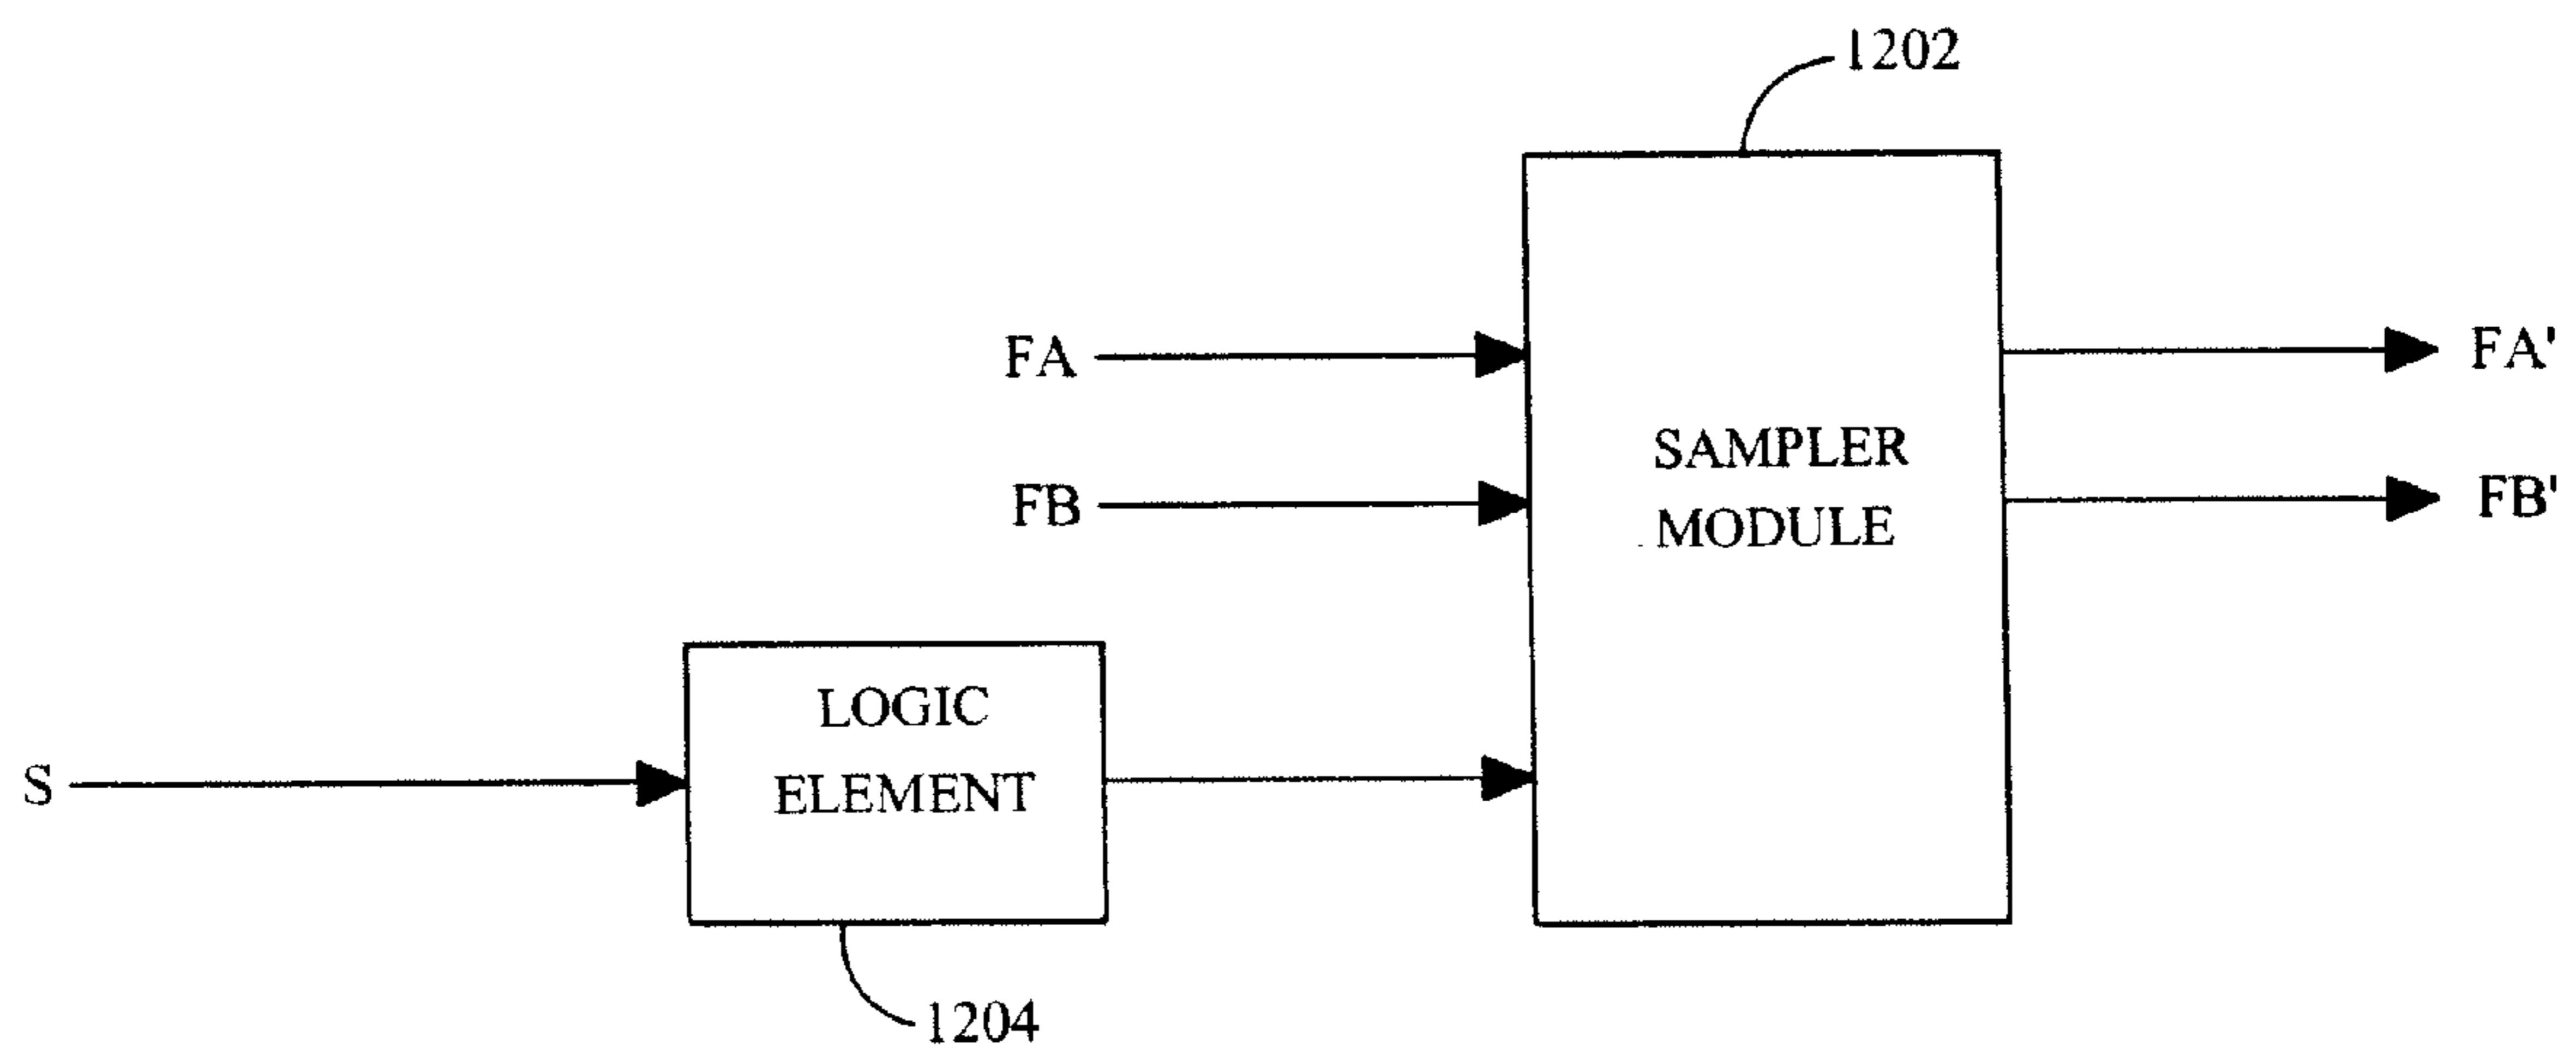 1202
FA
FA'
SAMPLER
MODULE
FB
FB'
LOGIC
ELEMENT
S
1204